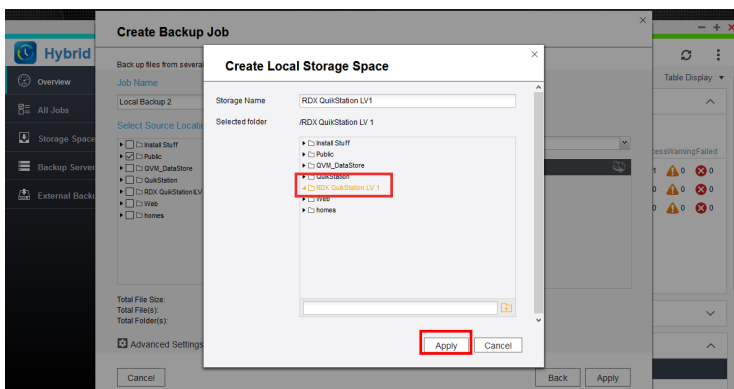 Create Backup Job
Hybrid
Back up files from several
Create Local Storage Space
Table Display
Overview
Job Name
Local Backup 2
Storage Name
RDX QuikStation LV1
All Jobs
Selected folder
/RDX QuikStation LV 1
Select Source Locatio
Storage Space
Install Stuff
Public
QVM_DataStore
QuikStation
RDX QuikStation LV
Web
homes
Install Stuff
Public
QVM_DataStore
QuikStation
RDX QuikStation LV 1
Web
homes
cessWarningFailed
Backup Server
1 0 0
External Backu
0 0 0
0 0 0
Total File Size:
Total File(s):
Total Folder(s):
Advanced Settings
Apply
Cancel
Cancel
Back
Apply